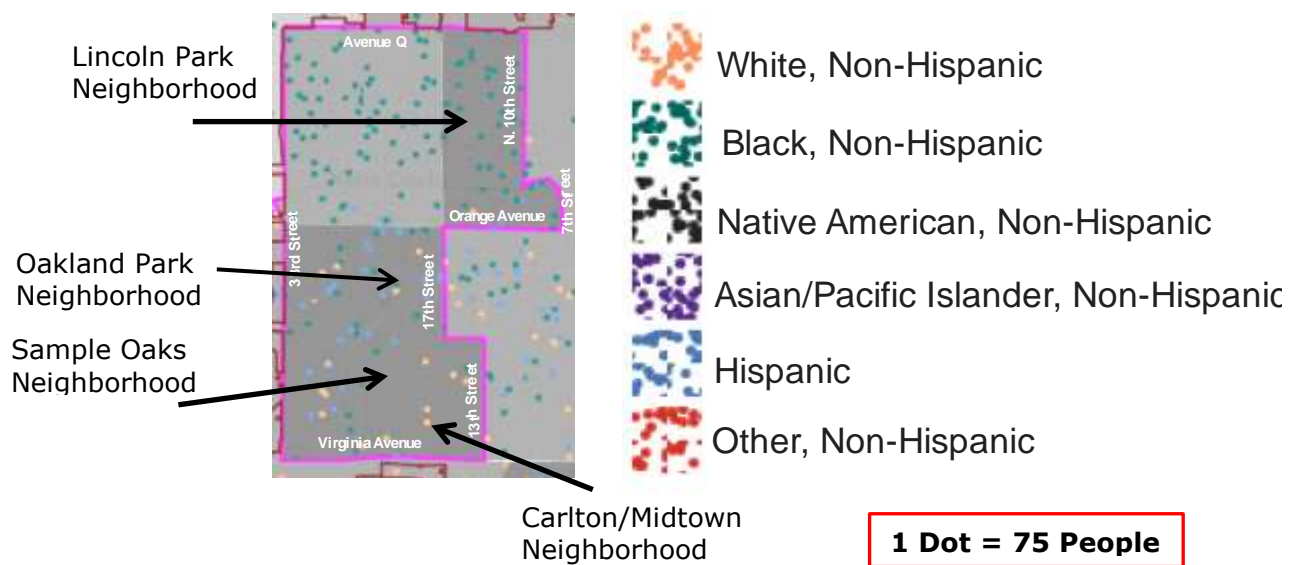 Lincoln Park
Neighborhood
Oakland Park
Neighborhood
Sample Oaks
Neighborhood
Avenue Q
N. 10th Street
7th Street
Orange Avenue
33rd Street
17th Street
13th Street
Virginia Avenue
Carlton/Midtown
Neighborhood
White, Non-Hispanic
Black, Non-Hispanic
Native American, Non-Hispanic
Asian/Pacific Islander, Non-Hispanic
Hispanic
Other, Non-Hispanic
1 Dot = 75 People